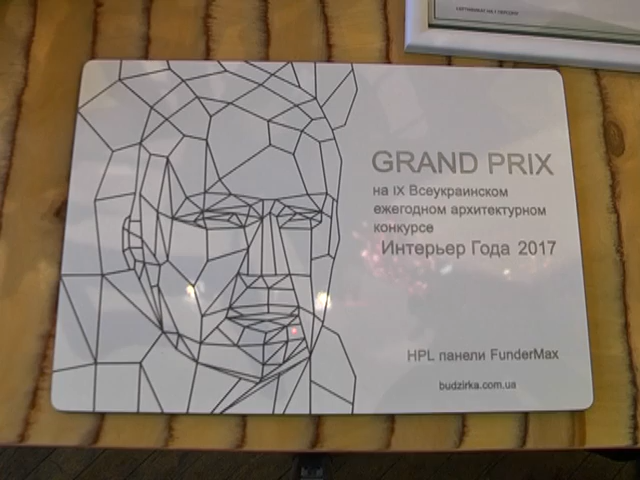 GRAND PRIX
на IX Всеукраинском
ежегодном архитектурном
конкурсе
Интерьер Года 2017
HPL панели FunderMax
budzirka.com.ua